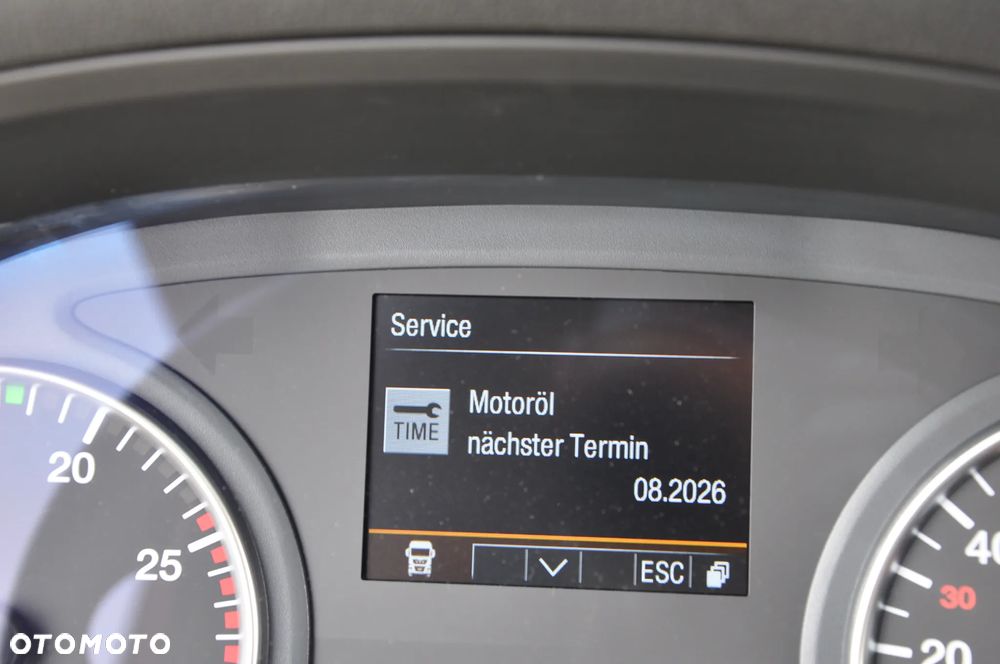 Service
TIME
Motoröl
nächster Termin
08.2026
ESC
20
25
40
30
20
OTOMOTO